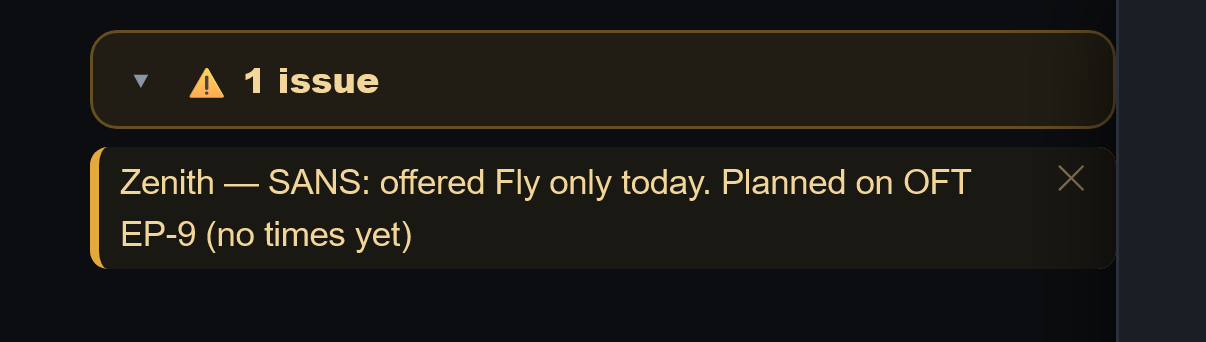 1 issue
Zenith — SANS: offered Fly only today. Planned on OFT
EP-9 (no times yet)